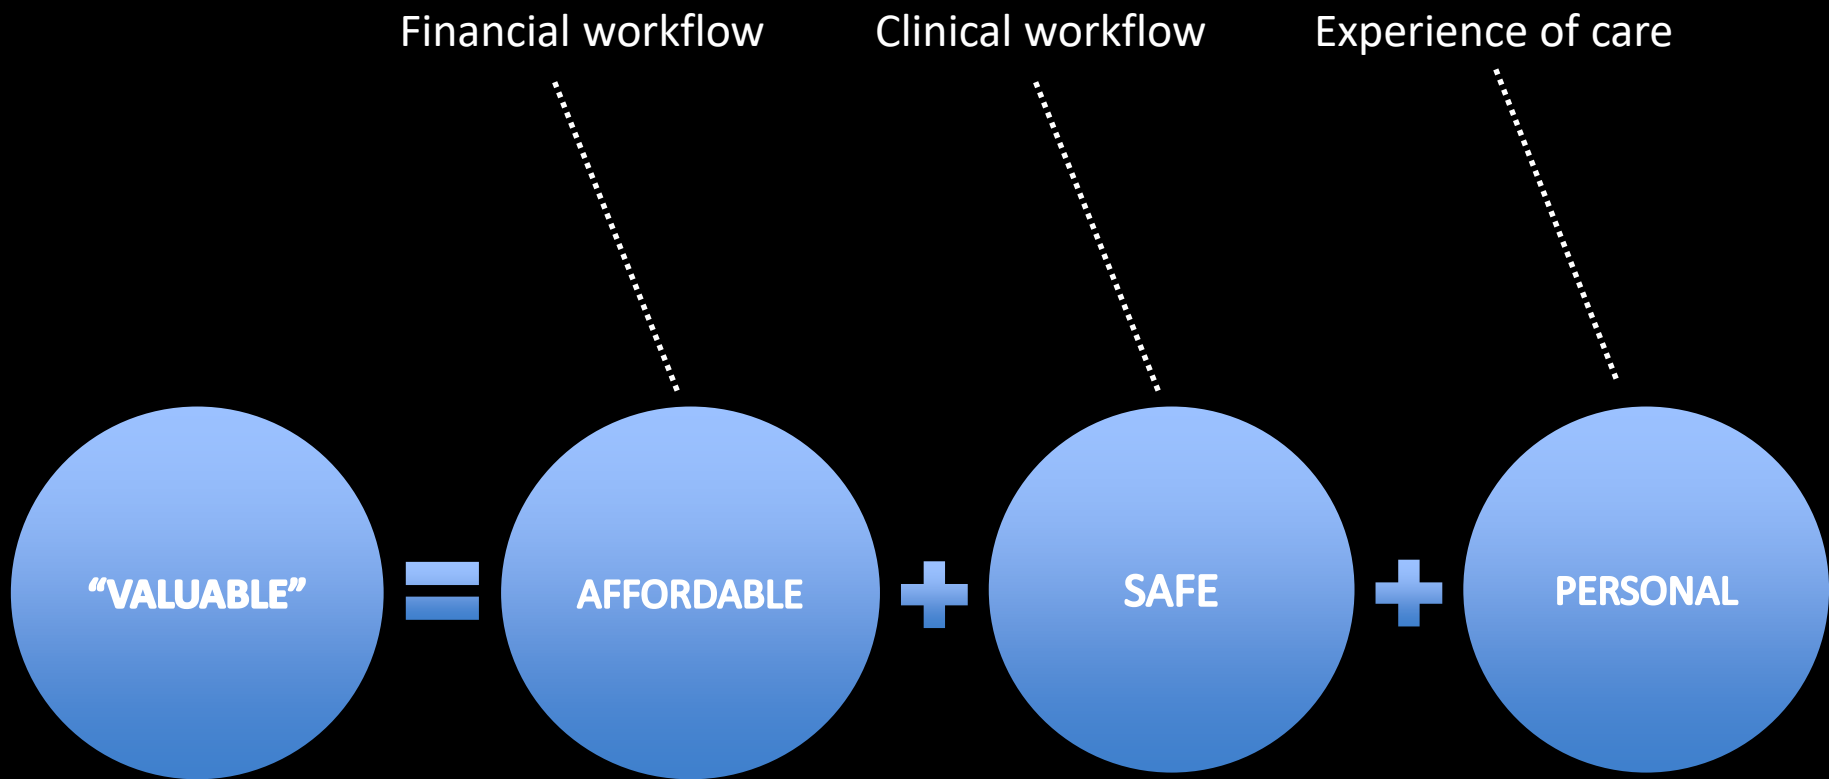 Financial workflow
Clinical workflow
Experience of care
“VALUABLE”
=
AFFORDABLE
+
SAFE
+
PERSONAL